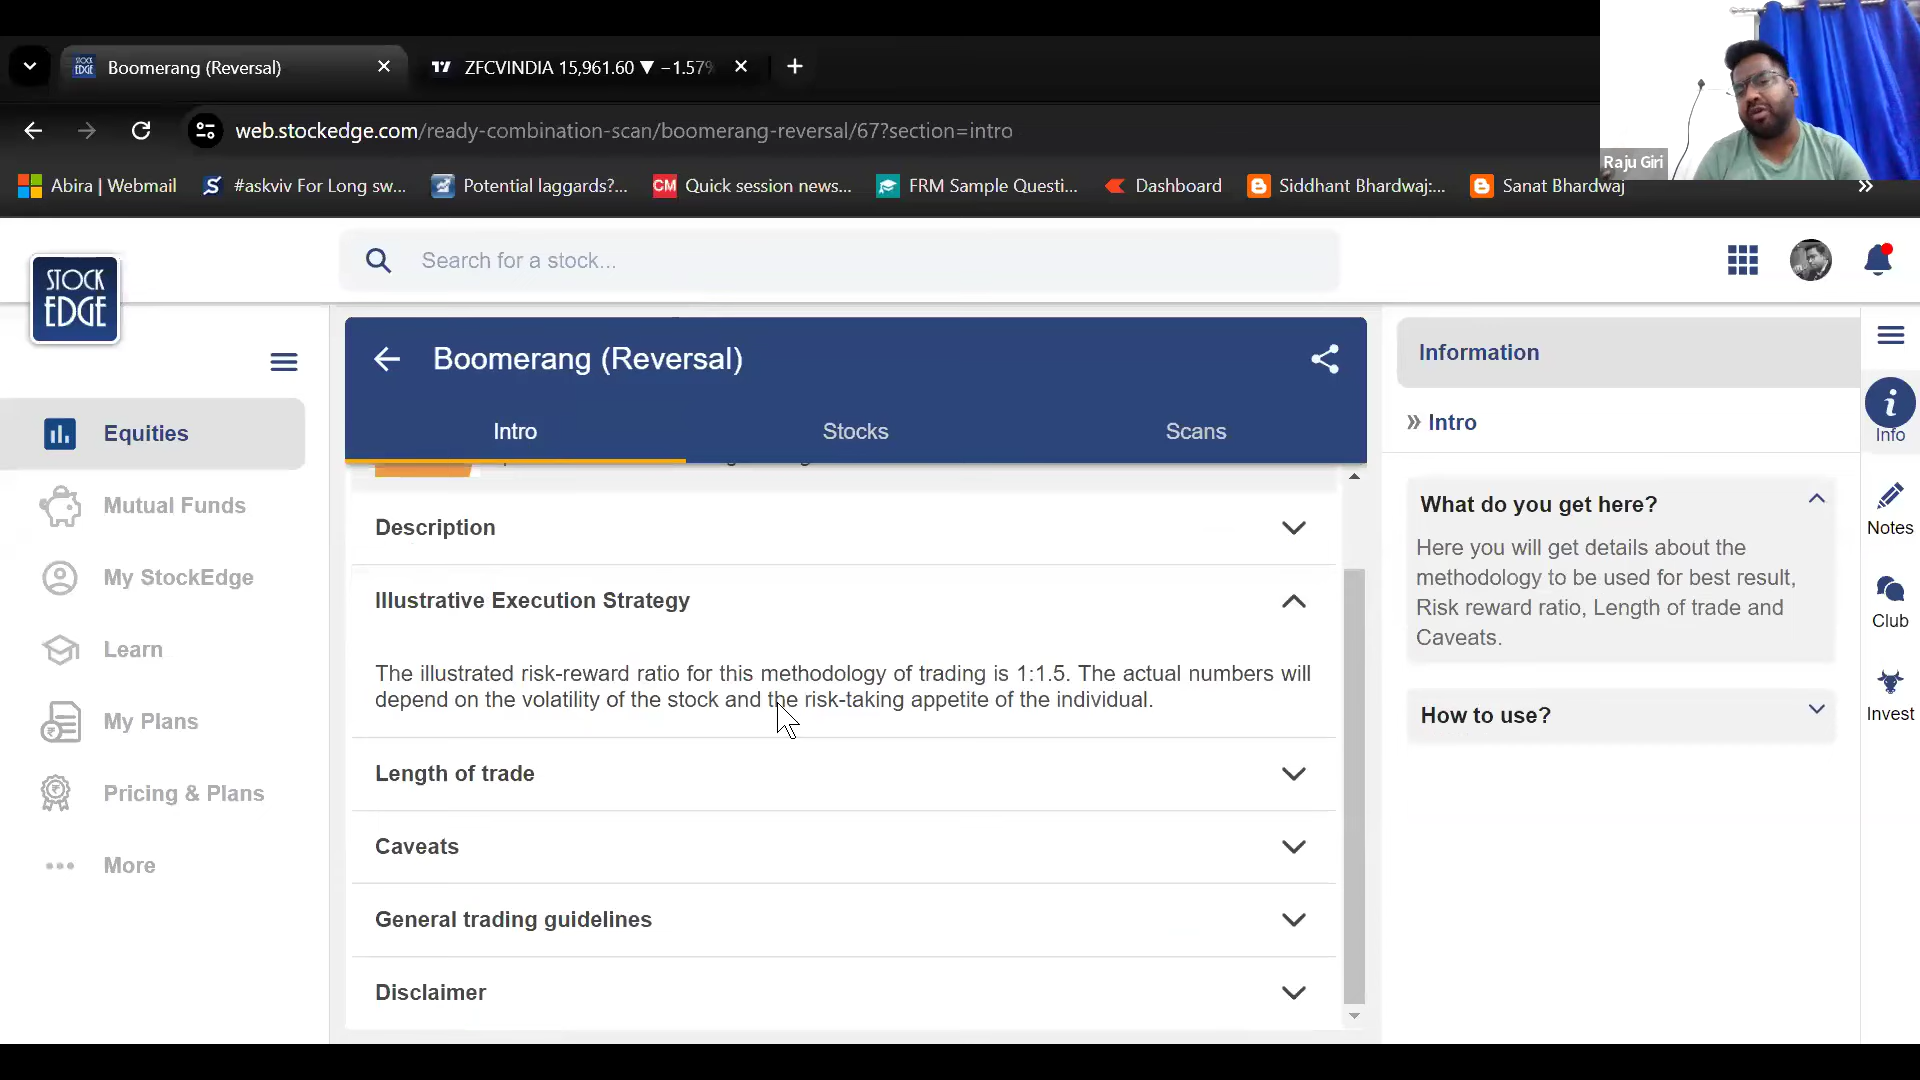 Boomerang (Reversal)
ZFCVINDIA 15,961.60 ▼ −1.57%
web.stockedge.com/ready-combination-scan/boomerang-reversal/67?section=intro
Raju Giri
Abira | Webmail
#askviv For Long sw...
Potential laggards?...
CM Quick session news...
FRM Sample Questi...
Dashboard
Siddhant Bhardwaj:...
Sanat Bhardwaj
STOCK
EDGE
Search for a stock...
Equities
Mutual Funds
My StockEdge
Learn
My Plans
Pricing & Plans
More
Boomerang (Reversal)
Intro
Stocks
Scans
Description
Illustrative Execution Strategy
The illustrated risk-reward ratio for this methodology of trading is 1:1.5. The actual numbers will
depend on the volatility of the stock and the risk-taking appetite of the individual.
Length of trade
Caveats
General trading guidelines
Disclaimer
Information
» Intro
What do you get here?
Here you will get details about the
methodology to be used for best result,
Risk reward ratio, Length of trade and
Caveats.
How to use?
Info
Notes
Club
Invest